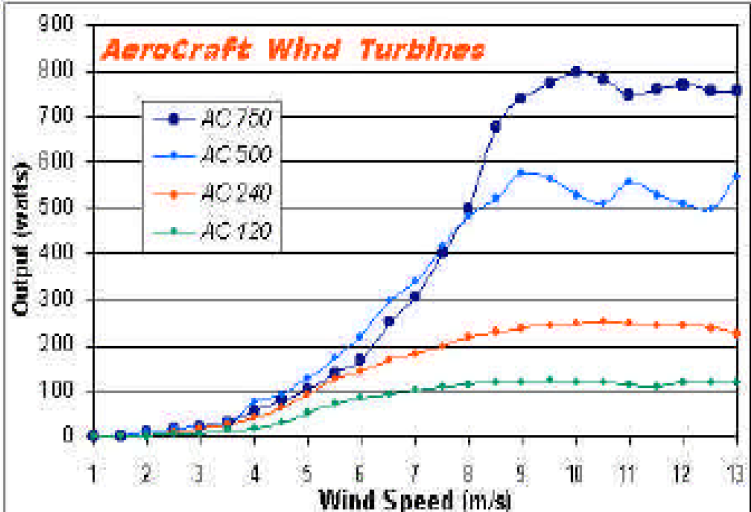 AeroCraft Wind Turbines
900
800
700
600
500
400
300
200
100
0
Output (watts)
AC 750
AC 500
AC 240
AC 120
1 2 3 4 5 6 7 8 9 10 11 12 13
Wind Speed (m/s)